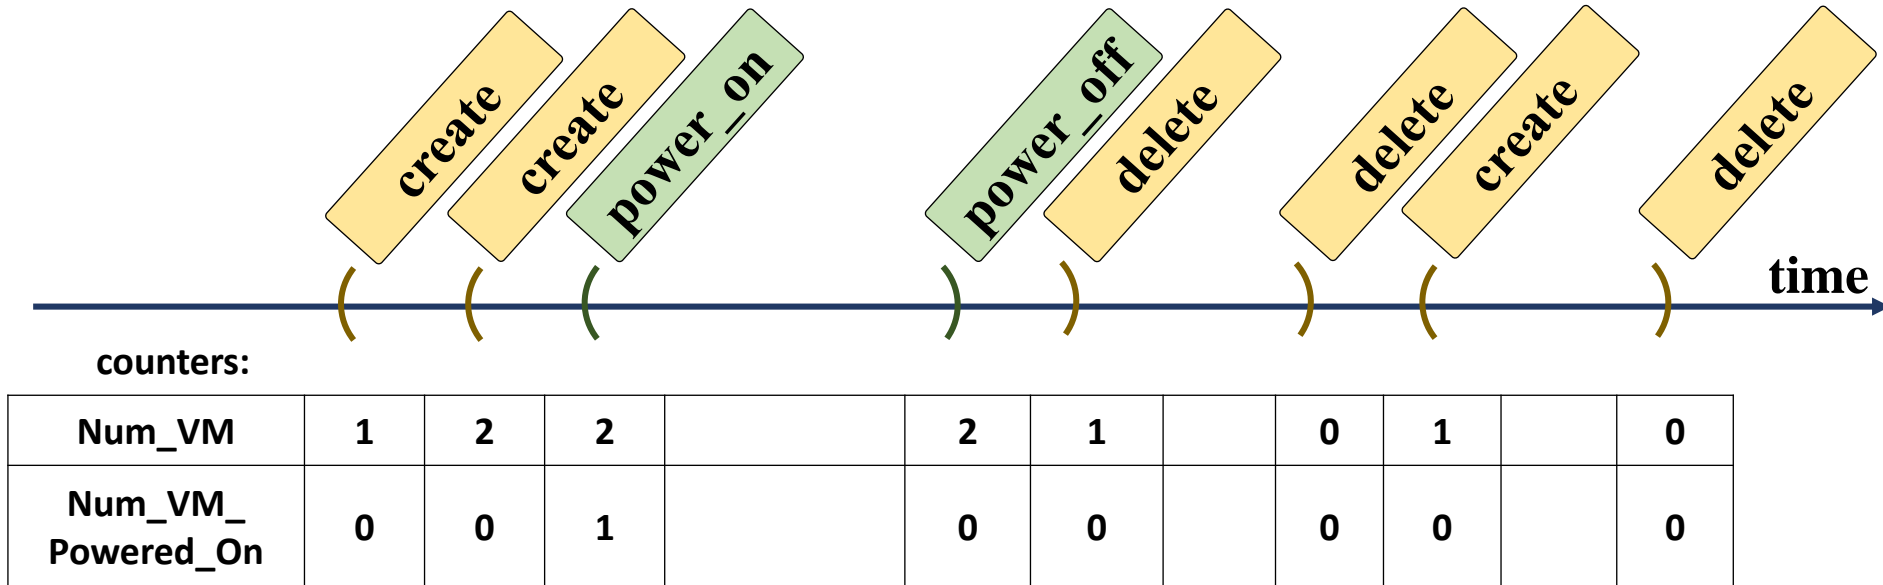 create
create
power_on
power_off
delete
delete
create
delete
time
counters:
Num_VM 1 2 2 2 1 0 1 0
Num_VM_
Powered_On 0 0 1 0 0 0 0 0